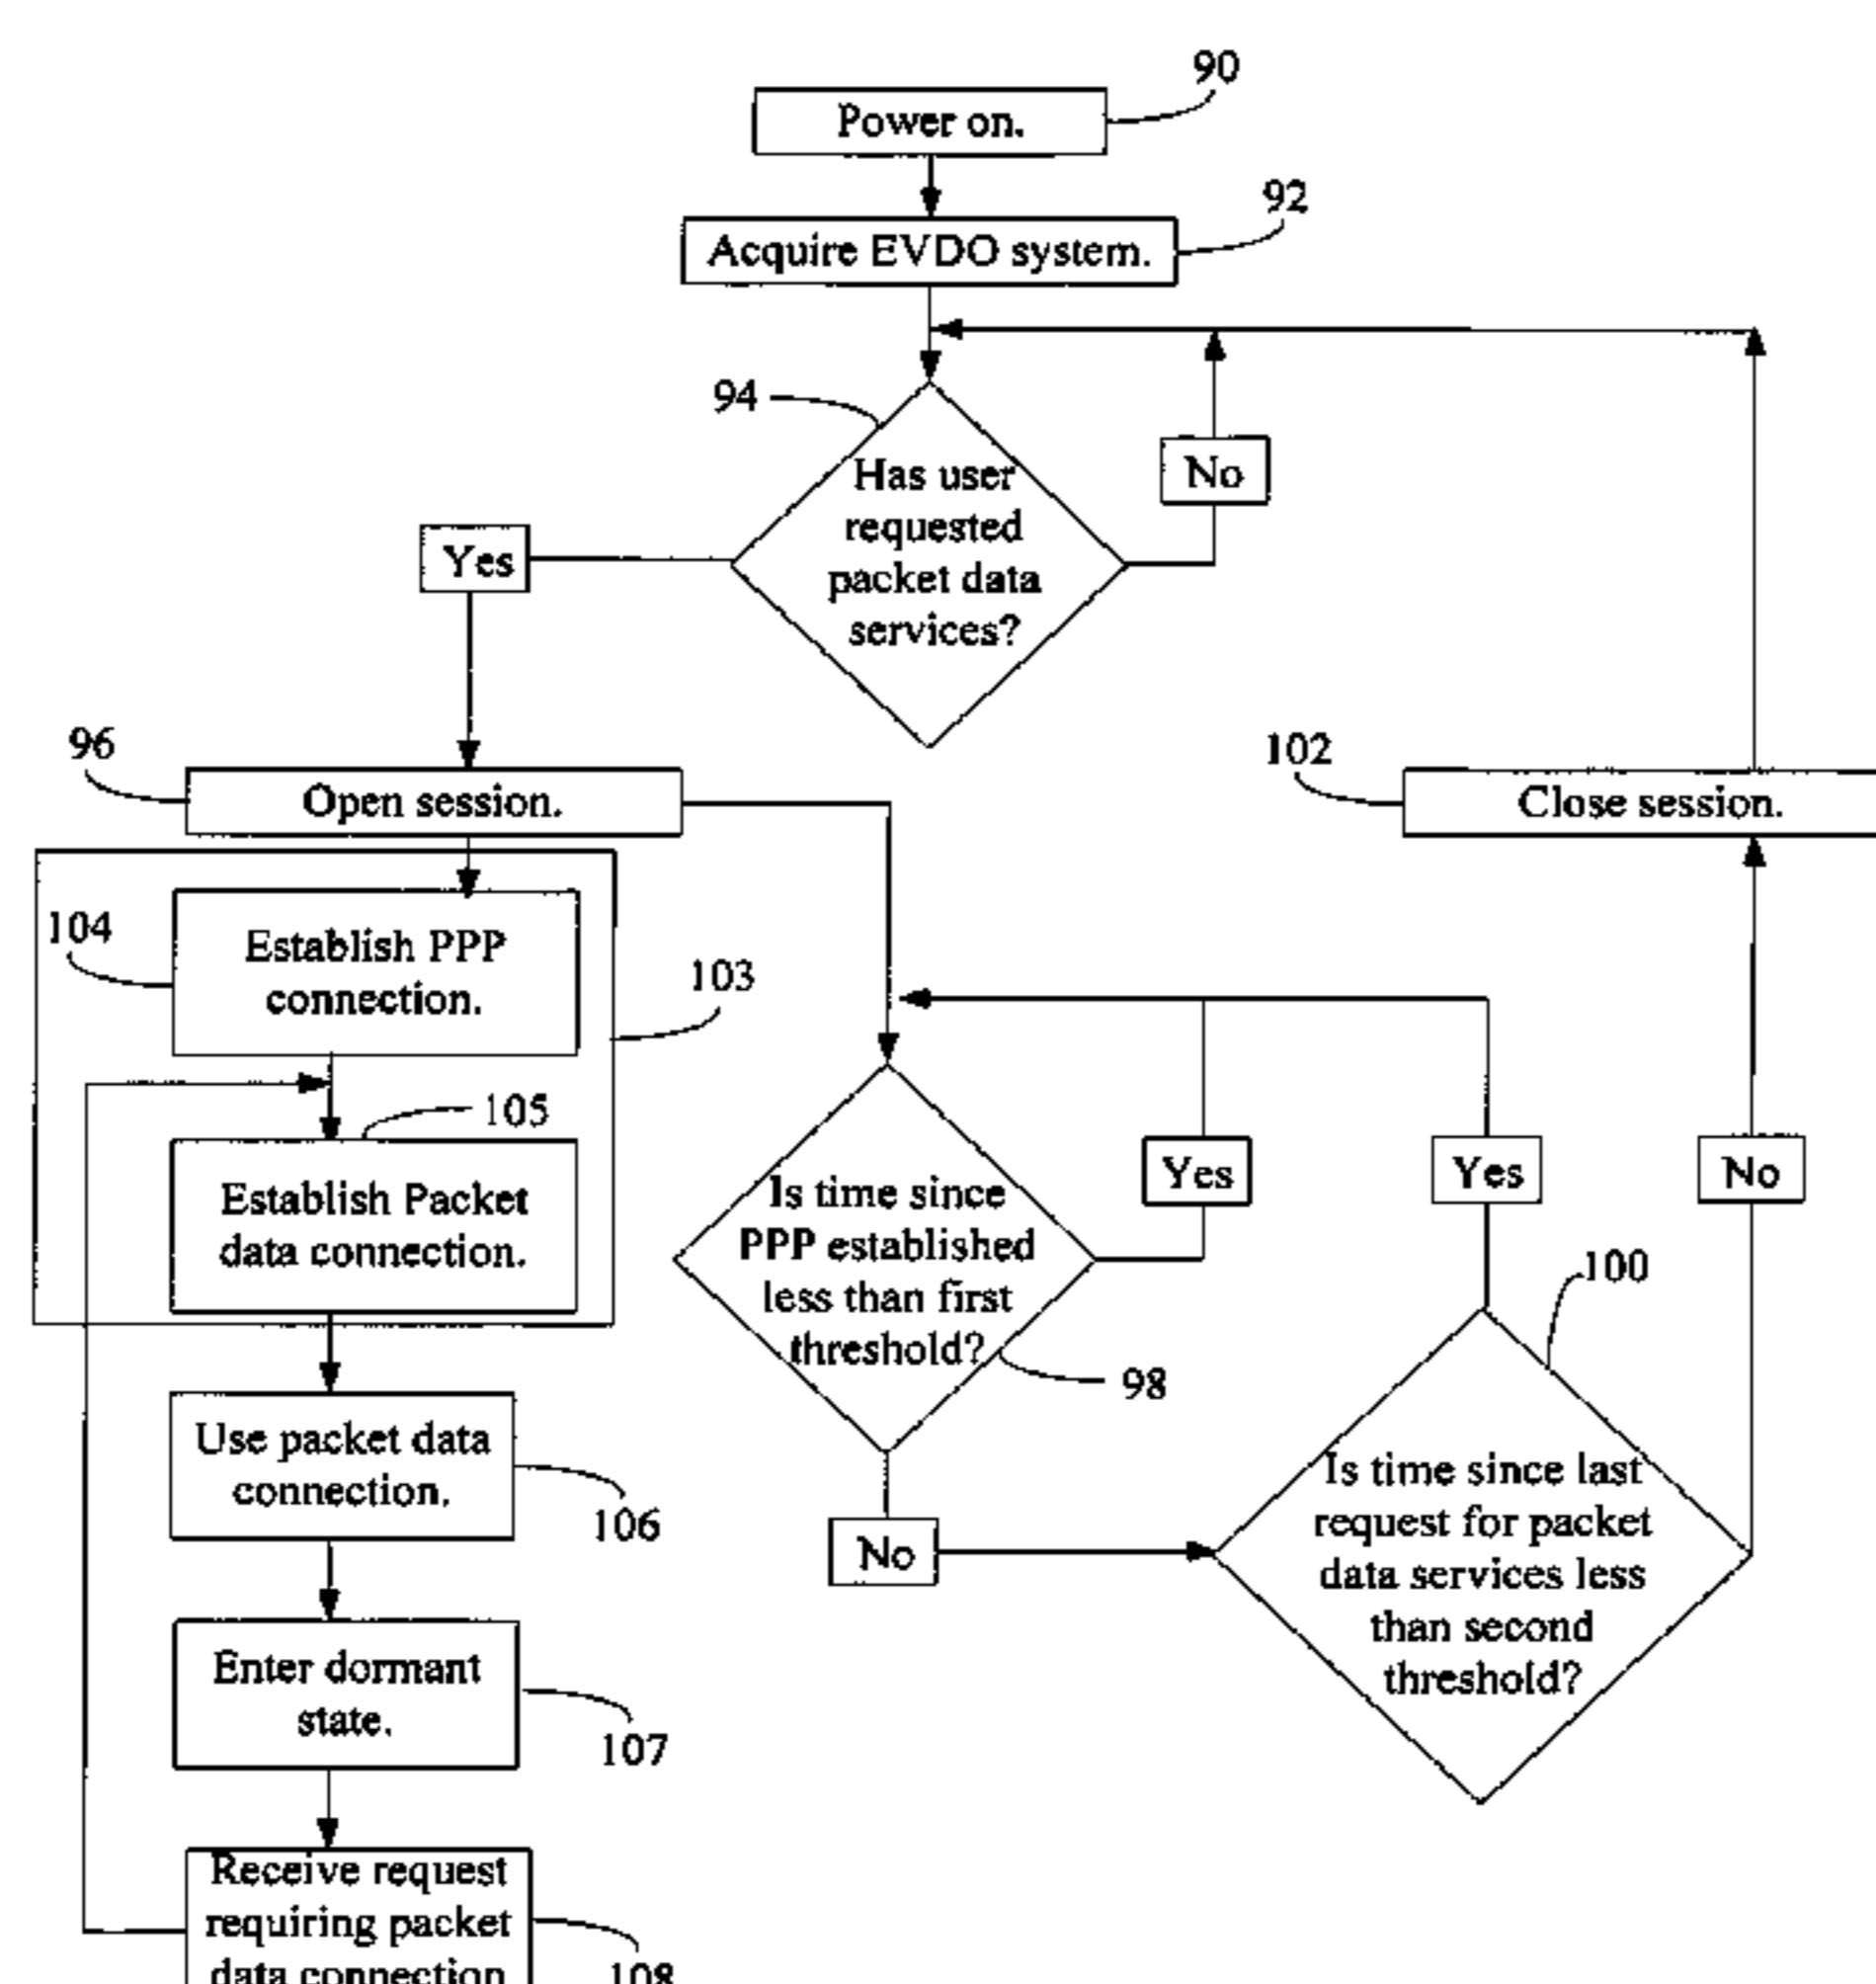 90
Power on.
92
Acquire EVDO system.
94
Has user
requested
packet data
services?
No
Yes
96
Open session.
102
Close session.
104
Establish PPP
connection.
103
105
Establish Packet
data connection.
Is time since
PPP established
less than first
threshold?
98
Yes
Yes
No
100
Use packet data
connection.
106
No
Is time since last
request for packet
data services less
than second
threshold?
Enter dormant
state.
107
Receive request
requiring packet
data connection
108